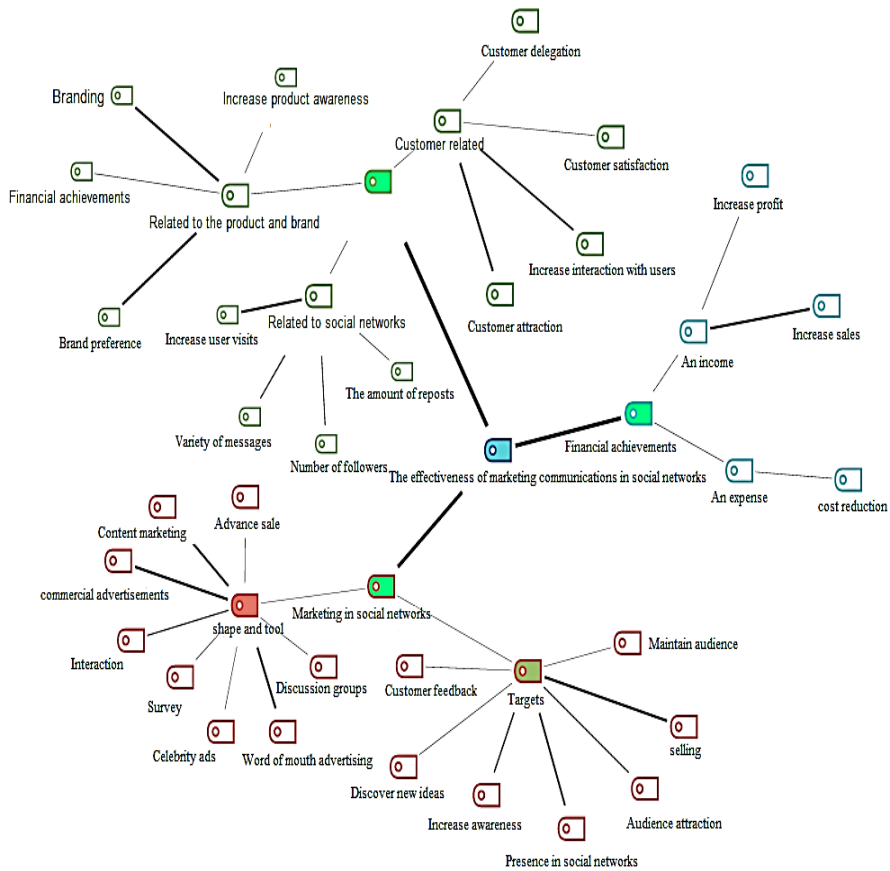 Customer delegation
Branding
Increase product awareness
Customer related
Customer satisfaction
Financial achievements
Related to the product and brand
Increase profit
Increase interaction with users
Customer attraction
Related to social networks
Increase user visits
Brand preference
Increase sales
An income
The amount of reposts
Variety of messages
Number of followers
Financial achievements
The effectiveness of marketing communications in social networks
An expense
cost reduction
Advance sale
Content marketing
commercial advertisements
Marketing in social networks
shape and tool
Interaction
Maintain audience
Discussion groups
Customer feedback
Targets
Survey
selling
Celebrity ads
Word of mouth advertising
Discover new ideas
Increase awareness
Audience attraction
Presence in social networks